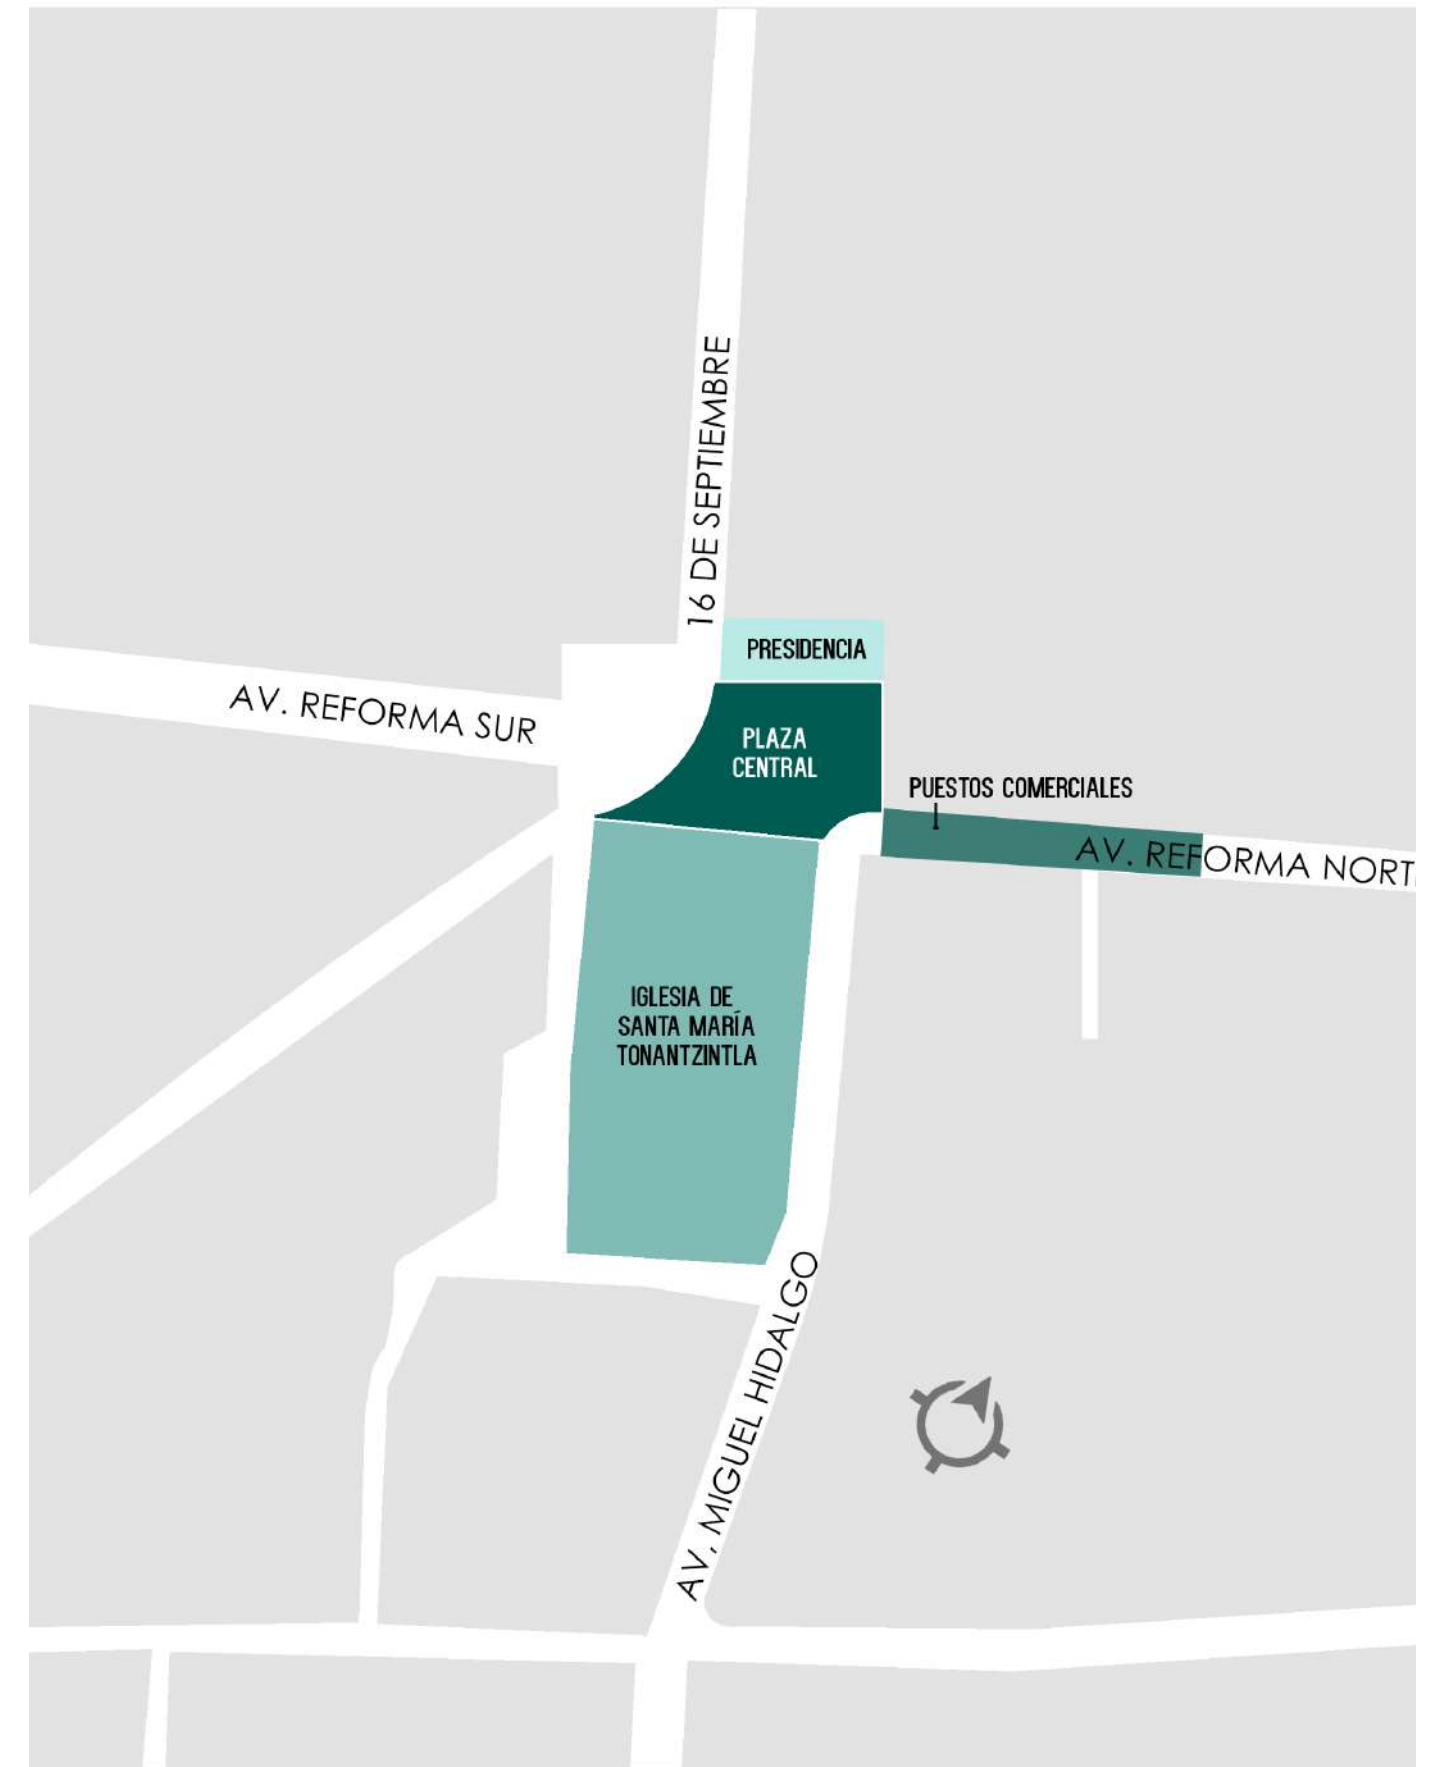 16 DE SEPTIEMBRE
PRESIDENCIA
AV. REFORMA SUR
PLAZA
CENTRAL
PUESTOS COMERCIALES
AV. REFORMA NORT
IGLESIA DE
SANTA MARÍA
TONANTZINTLA
AV. MIGUEL HIDALGO